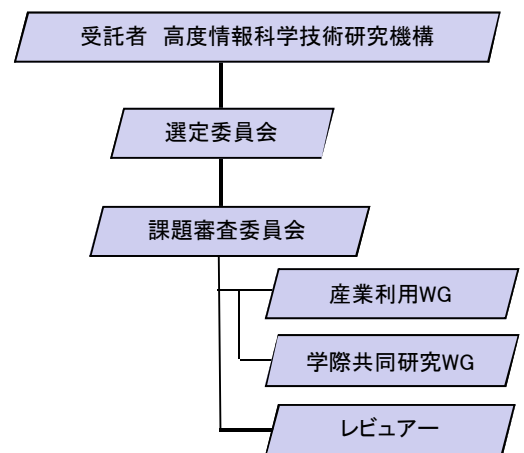 受託者 高度情報科学技術研究機構
選定委員会
課題審査委員会
産業利用WG
学際共同研究WG
レビュアー